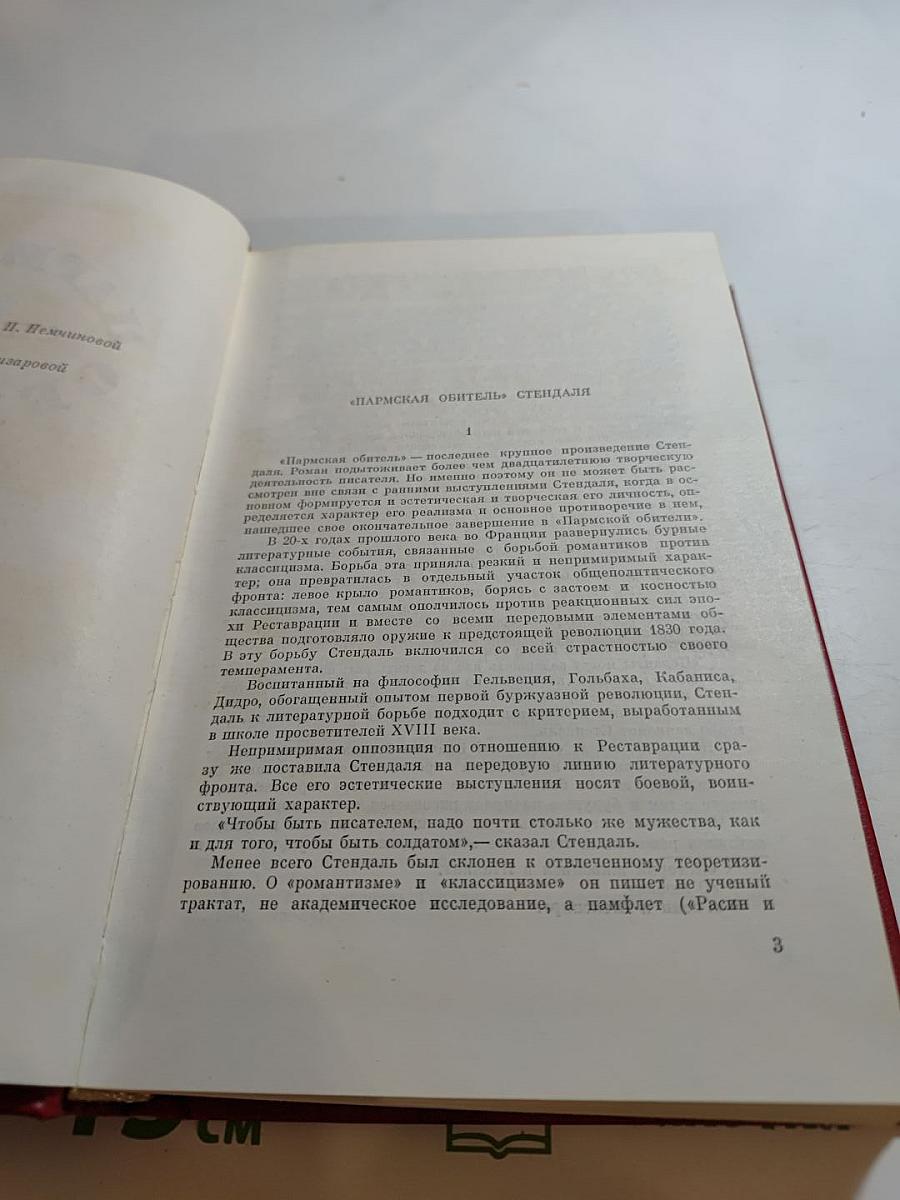 Н. Немчиновой
изаровой
«ПАРМСКАЯ ОБИТЕЛЬ» СТЕНДАЛЯ
1
«Пармская обитель» — последнее крупное произведение Стен-
даля. Роман подытоживает более чем двадцатилетнюю творческую
деятельность писателя. Но именно поэтому он не может быть рас-
смотрен вне связи с ранними выступлениями Стендаля, когда в ос-
новном формируется и эстетическая и творческая его личность, оп-
ределяется характер его реализма и основное противоречие в нем,
нашедшее свое окончательное завершение в «Пармской обители».
В 20-х годах прошлого века во Франции развернулись бурные
литературные события, связанные с борьбой романтиков против
классицизма. Борьба эта приняла резкий и непримиримый харак-
тер; она превратилась в отдельный участок общеполитического
фронта: левое крыло романтиков, борясь с застоем и косностью
классицизма, тем самым ополчилось против реакционных сил эпо-
хи Реставрации и вместе со всеми передовыми элементами об-
щества подготовляло оружие к предстоящей революции 1830 года.
В эту борьбу Стендаль включился со всей страстностью своего
темперамента.
Воспитанный на философии Гельвеция, Гольбаха, Кабаниса,
Дидро, обогащенный опытом первой буржуазной революции, Стен-
даль к литературной борьбе подходит с критерием, выработанным
в школе просветителей XVIII века.
Непримиримая оппозиция по отношению к Реставрации сра-
зу же поставила Стендаля на передовую линию литературного
фронта. Все его эстетические выступления носят боевой, воин-
ствующий характер.
«Чтобы быть писателем, надо почти столько же мужества, как
и для того, чтобы быть солдатом»,— сказал Стендаль.
Менее всего Стендаль был склонен к отвлеченному теоретизи-
рованию. О «романтизме» и «классицизме» он пишет не ученый
трактат, не академическое исследование, а памфлет («Расин и
3
см